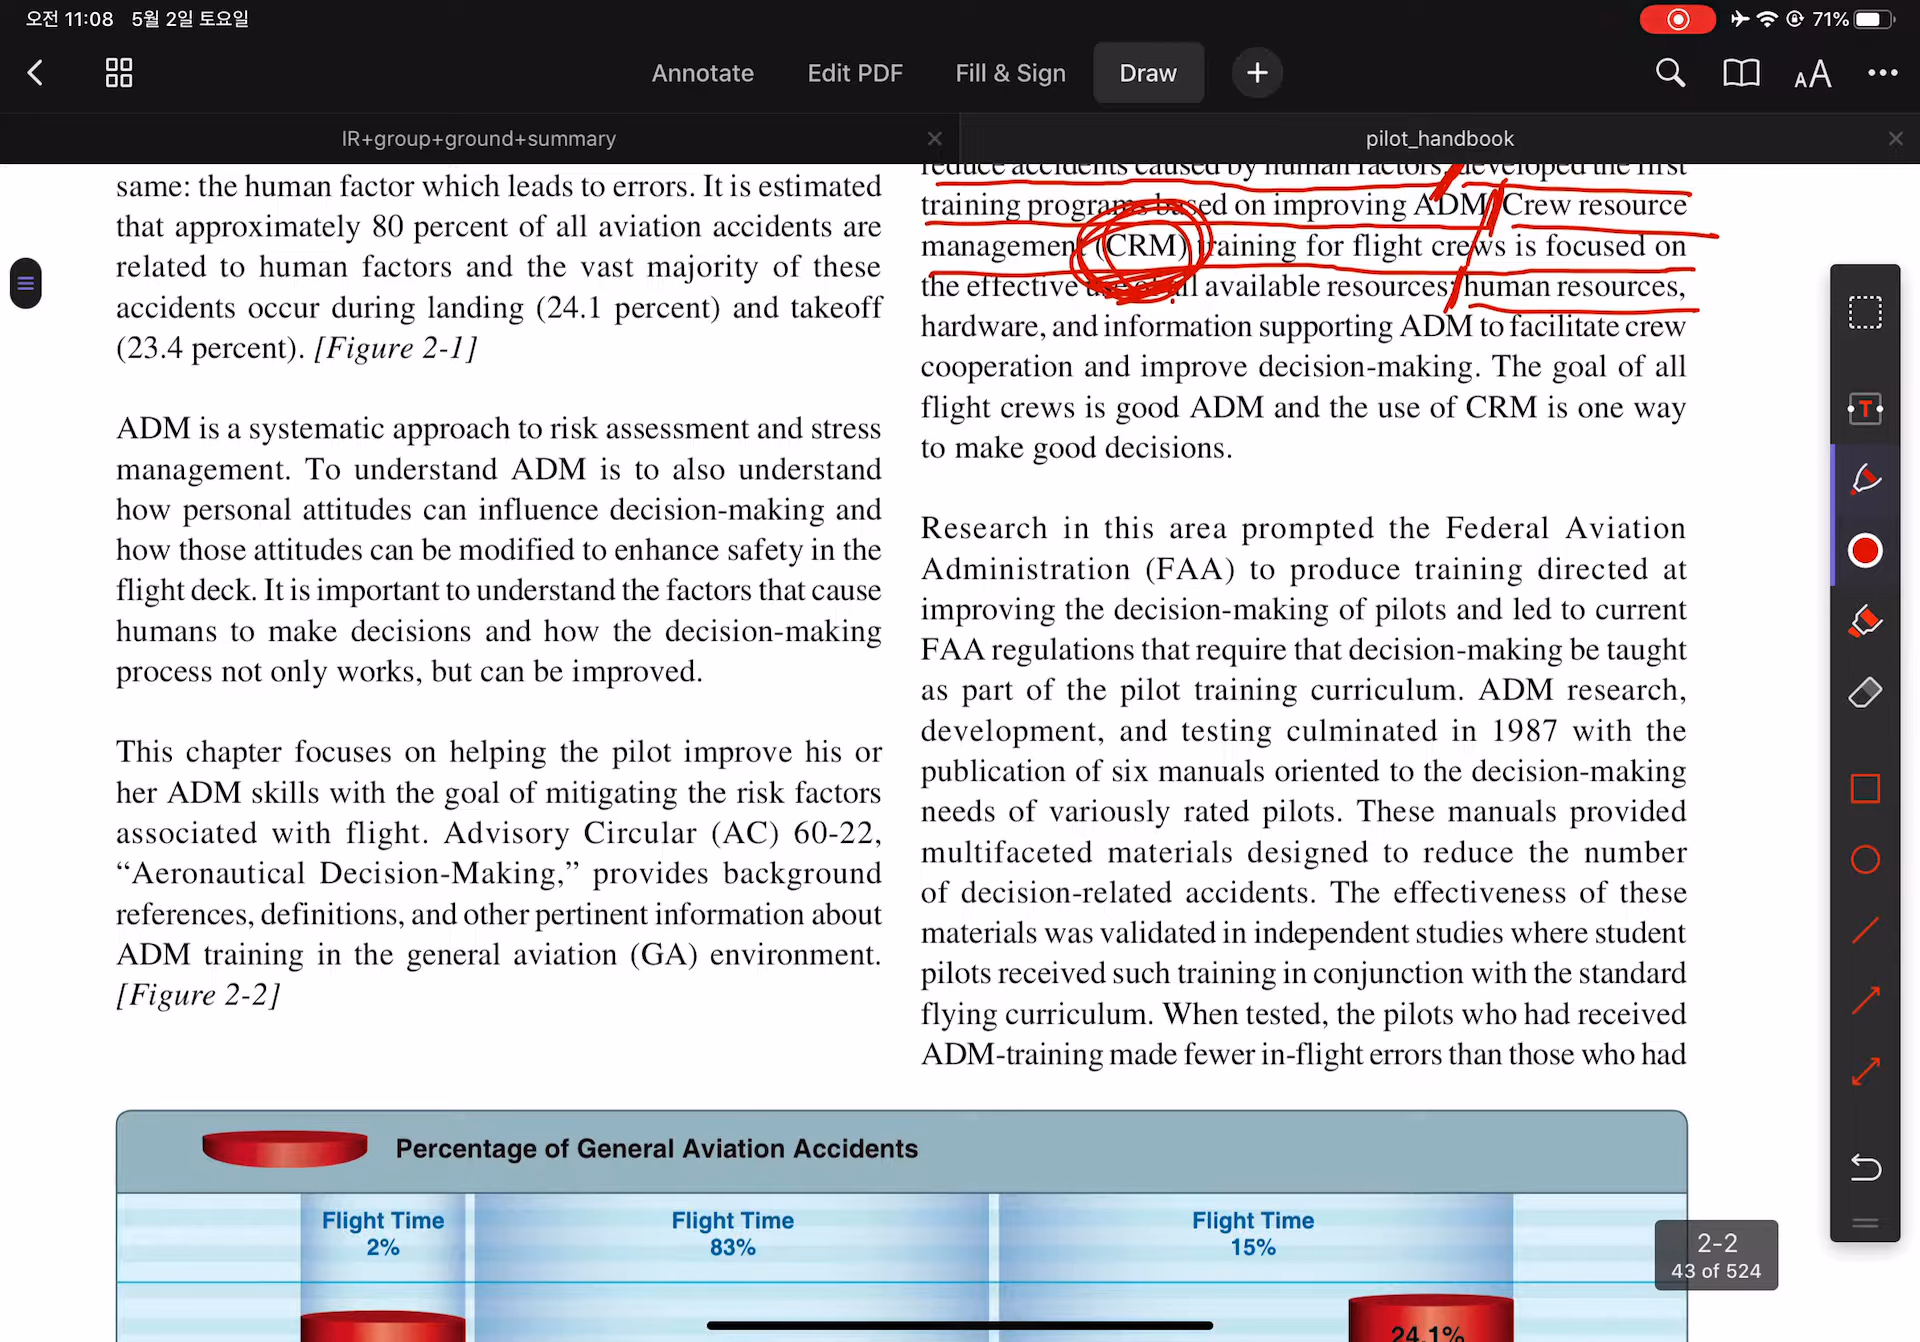 오전 11:08 5월 2일 토요일
71%
Annotate Edit PDF Fill & Sign Draw
IR+group+ground+summary
pilot_handbook
same: the human factor which leads to errors. It is estimated
that approximately 80 percent of all aviation accidents are
related to human factors and the vast majority of these
accidents occur during landing (24.1 percent) and takeoff
(23.4 percent). [Figure 2-1]
ADM is a systematic approach to risk assessment and stress
management. To understand ADM is to also understand
how personal attitudes can influence decision-making and
how those attitudes can be modified to enhance safety in the
flight deck. It is important to understand the factors that cause
humans to make decisions and how the decision-making
process not only works, but can be improved.
This chapter focuses on helping the pilot improve his or
her ADM skills with the goal of mitigating the risk factors
associated with flight. Advisory Circular (AC) 60-22,
“Aeronautical Decision-Making,” provides background
references, definitions, and other pertinent information about
ADM training in the general aviation (GA) environment.
[Figure 2-2]
reduce accidents caused by human factors, developed the first
training programs based on improving ADM. Crew resource
management (CRM) training for flight crews is focused on
the effective use of all available resources: human resources,
hardware, and information supporting ADM to facilitate crew
cooperation and improve decision-making. The goal of all
flight crews is good ADM and the use of CRM is one way
to make good decisions.
Research in this area prompted the Federal Aviation
Administration (FAA) to produce training directed at
improving the decision-making of pilots and led to current
FAA regulations that require that decision-making be taught
as part of the pilot training curriculum. ADM research,
development, and testing culminated in 1987 with the
publication of six manuals oriented to the decision-making
needs of variously rated pilots. These manuals provided
multifaceted materials designed to reduce the number
of decision-related accidents. The effectiveness of these
materials was validated in independent studies where student
pilots received such training in conjunction with the standard
flying curriculum. When tested, the pilots who had received
ADM-training made fewer in-flight errors than those who had
Percentage of General Aviation Accidents
Flight Time
2%
Flight Time
83%
Flight Time
15%
24.1%
2-2
43 of 524